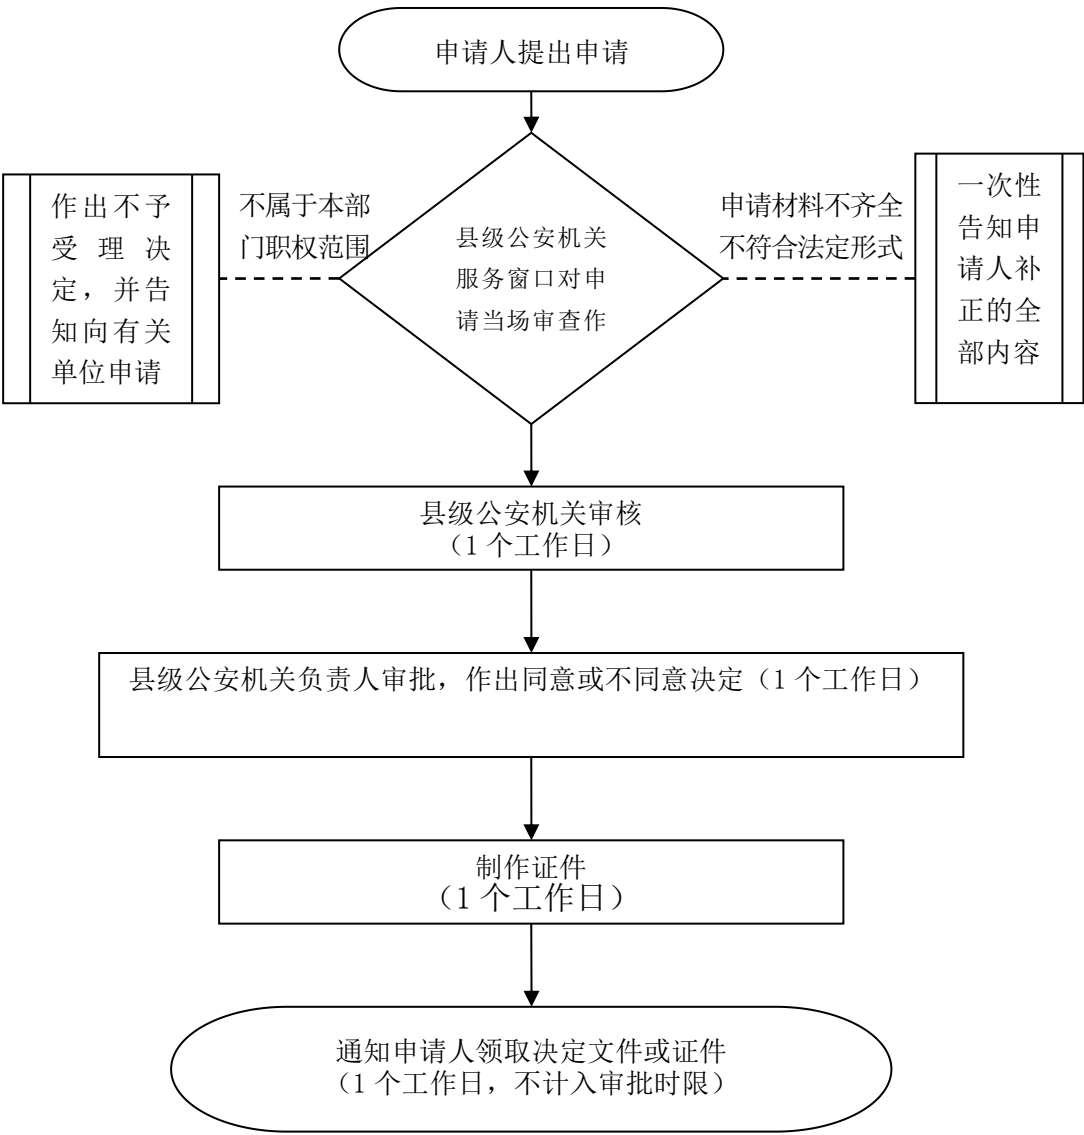 申请人提出申请
作出不予
受理决
定，并告
知向有关
单位申请
不属于本部
门职权范围
县级公安机关
服务窗口对申
请当场审查作
申请材料不齐全
不符合法定形式
一次性
告知申
请人补
正的全
部内容
县级公安机关审核
（1 个工作日）
县级公安机关负责人审批，作出同意或不同意决定（1 个工作日）
制作证件
（1 个工作日）
通知申请人领取决定文件或证件
（1 个工作日，不计入审批时限）